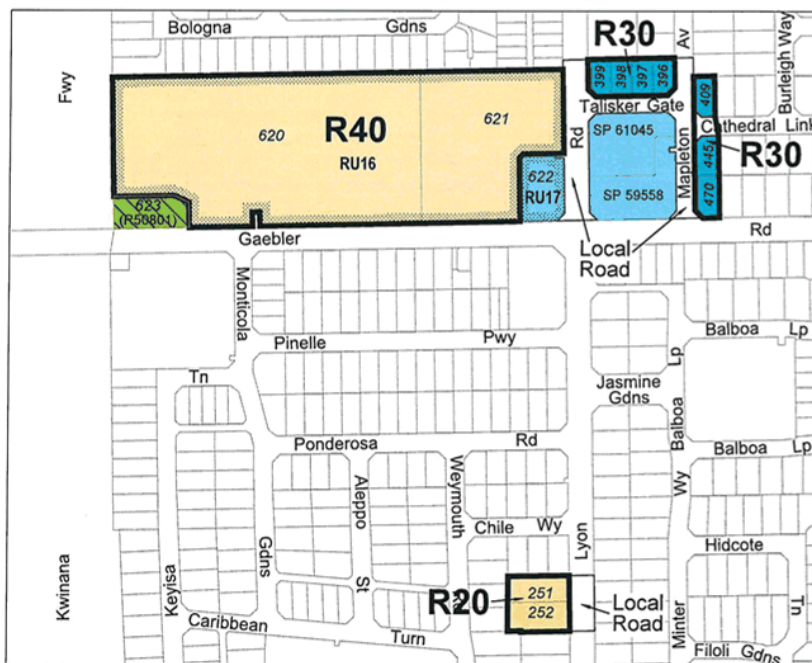 Bologna Gdns
Av
Burleigh Way
R30
399
398
397
396
Fwy
Talisker Gate
409
Cathedral Link
620
R40
RU16
621
Rd
SP 61045
Mapleton
445
R30
470
622
RU17
SP 59558
623
(R50801)
Gaebler Rd
Local
Road
Monticola
Pinelle Pwy
Balboa Lp
Lp
Tn
Jasmine
Gdns
Balboa
Ponderosa Rd
Balboa Lp
Aleppo
Weymouth
Wy
Chile Wy
Lyon
Hidcote
Gdns
St
Keyisa
Kwinana
R20
251
252
Local
Road
Caribbean
Turn
Minter
Tn
Filoli Gdns